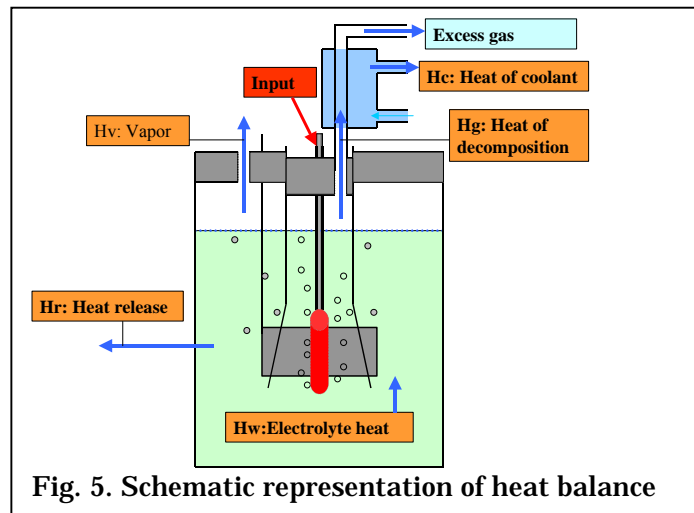 Excess gas
Input
Hc: Heat of coolant
Hv: Vapor
Hg: Heat of
decomposition
Hr: Heat release
Hw:Electrolyte heat
Fig. 5. Schematic representation of heat balance